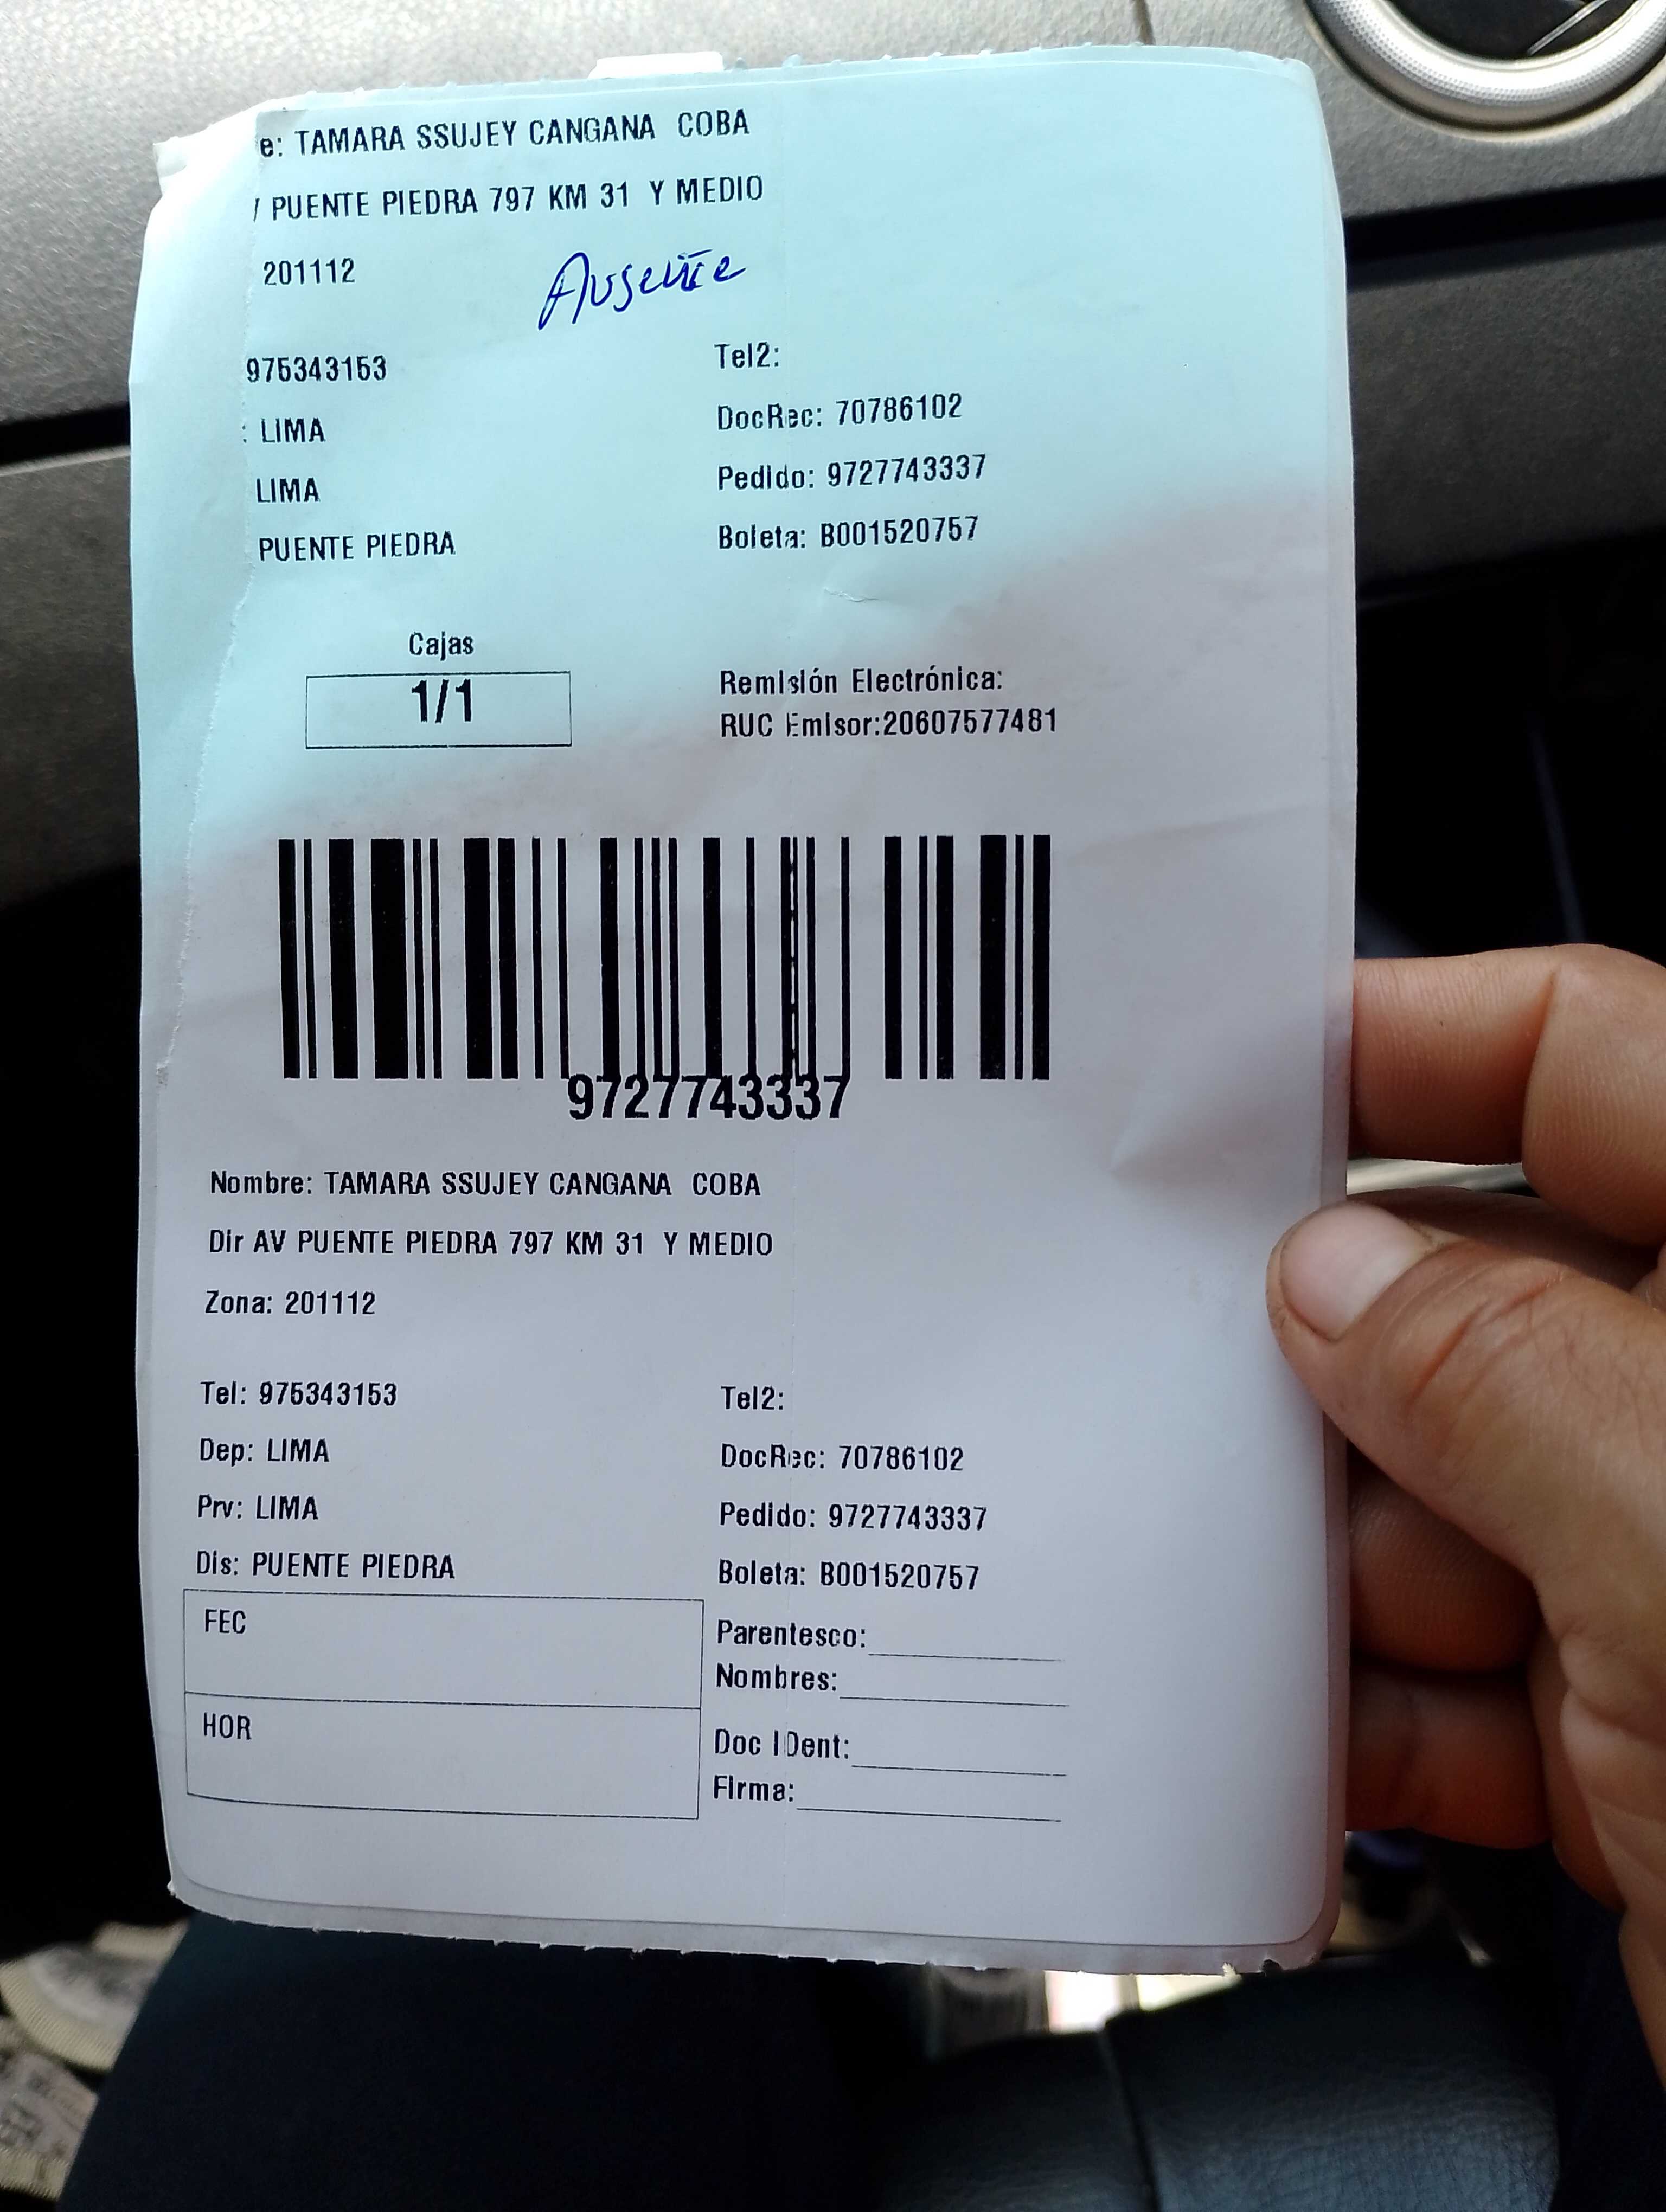 e: TAMARA SSUJEY CANGANA COBA
/ PUENTE PIEDRA 797 KM 31 Y MEDIO
201112
Ausente
975343153
Tel2:
: LIMA
DocRec: 70786102
LIMA
Pedido: 9727743337
PUENTE PIEDRA
Boleta: B001520757
Cajas
1/1
Remisión Electrónica:
RUC Emisor:20607577481
9727743337
Nombre: TAMARA SSUJEY CANGANA COBA
Dir AV PUENTE PIEDRA 797 KM 31 Y MEDIO
Zona: 201112
Tel: 975343153
Tel2:
Dep: LIMA
DocRec: 70786102
Prv: LIMA
Pedido: 9727743337
Dis: PUENTE PIEDRA
Boleta: B001520757
FEC
Parentesco:
Nombres:
HOR
Doc IDent:
Firma: